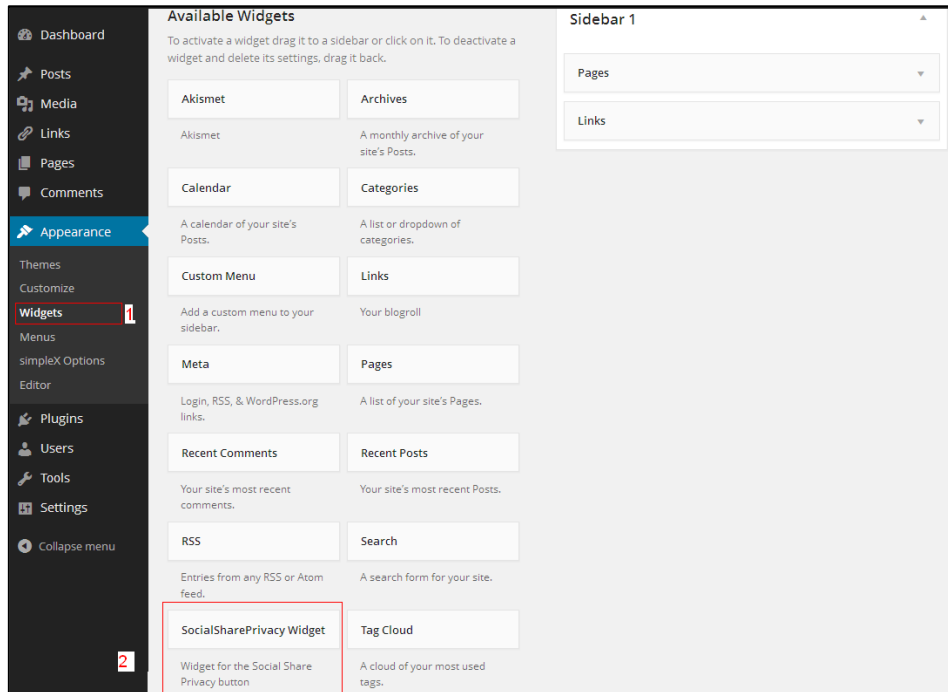 Dashboard
Posts
Media
Links
Pages
Comments
Appearance
Themes
Customize
Widgets
1
Menus
simpleX Options
Editor
Plugins
Users
Tools
Settings
Collapse menu
2
Available Widgets
To activate a widget drag it to a sidebar or click on it. To deactivate a
widget and delete its settings, drag it back.
Akismet
Akismet
Archives
A monthly archive of your
site's Posts.
Calendar
A calendar of your site's
Posts.
Categories
A list or dropdown of
categories.
Custom Menu
Add a custom menu to your
sidebar.
Links
Your blogroll
Meta
Login, RSS, & WordPress.org
links.
Pages
A list of your site's Pages.
Recent Comments
Your site's most recent
comments.
Recent Posts
Your site's most recent Posts.
RSS
Entries from any RSS or Atom
feed.
Search
A search form for your site.
SocialSharePrivacy Widget
Widget for the Social Share
Privacy button
Tag Cloud
A cloud of your most used
tags.
Sidebar 1
Pages
Links